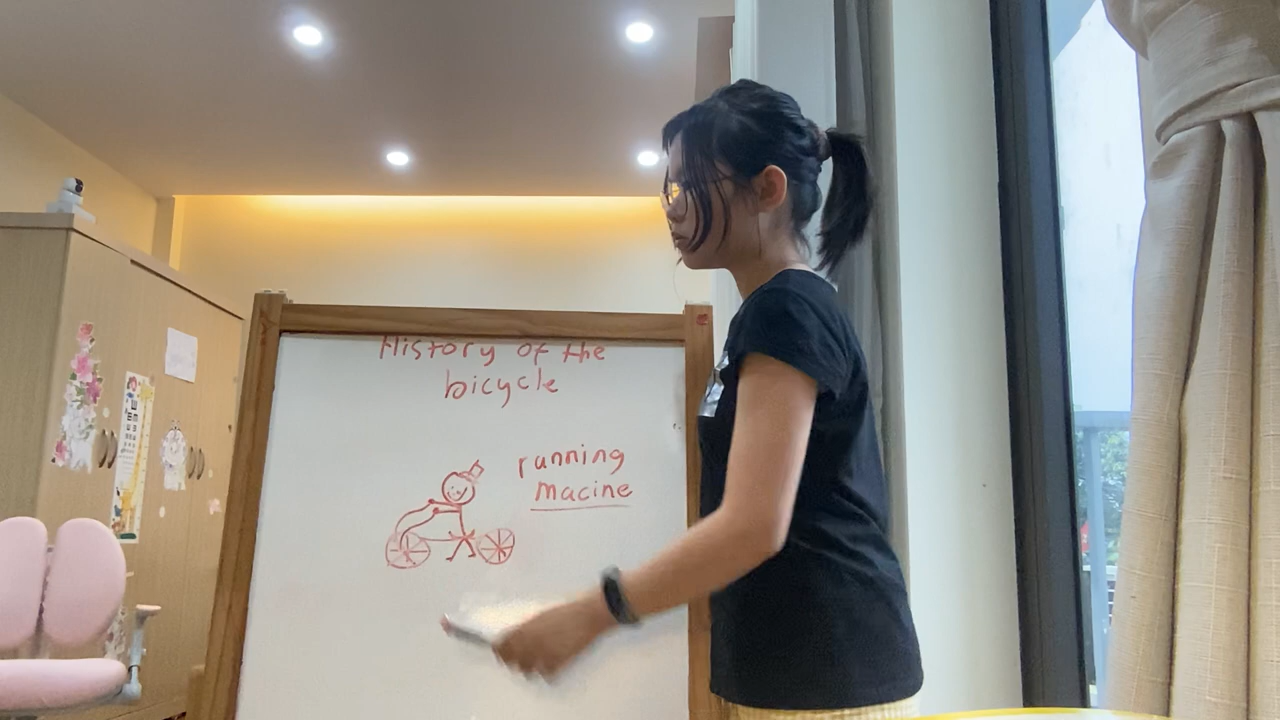 History of the
bicycle
running
macine